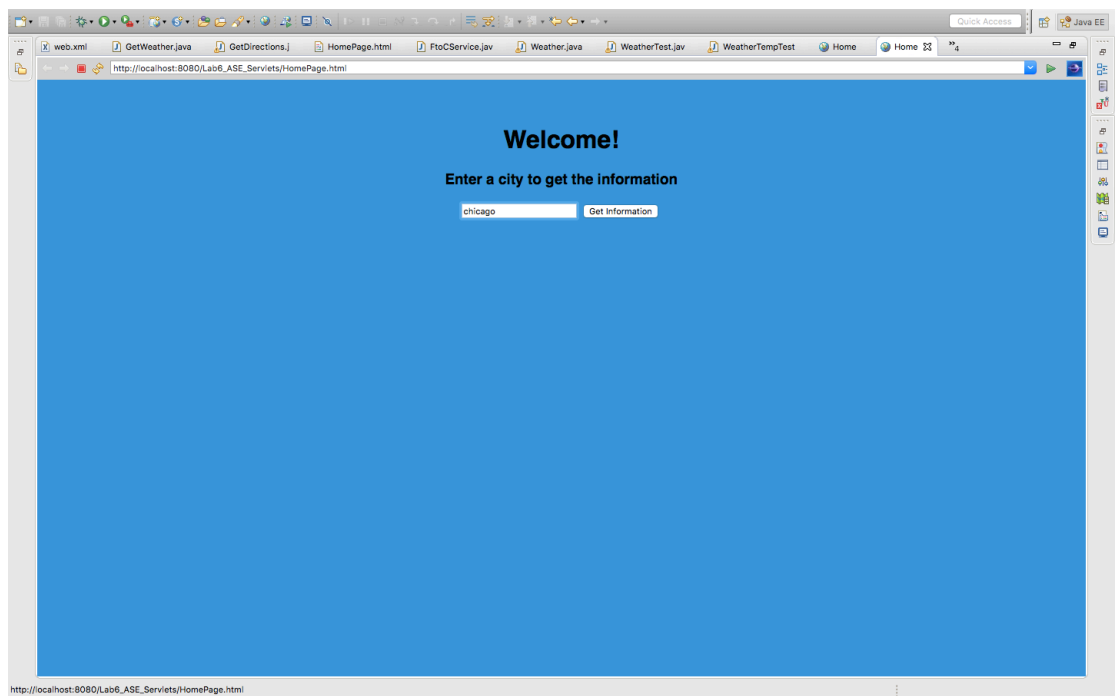 Quick Access
Java EE
web.xml
GetWeather.java
GetDirections.j
HomePage.html
FtoCService.jav
Weather.java
WeatherTest.jav
WeatherTempTest
Home
Home
»4
http://localhost:8080/Lab6_ASE_Servlets/HomePage.html
Welcome!
Enter a city to get the information
chicago
Get Information
http://localhost:8080/Lab6_ASE_Servlets/HomePage.html